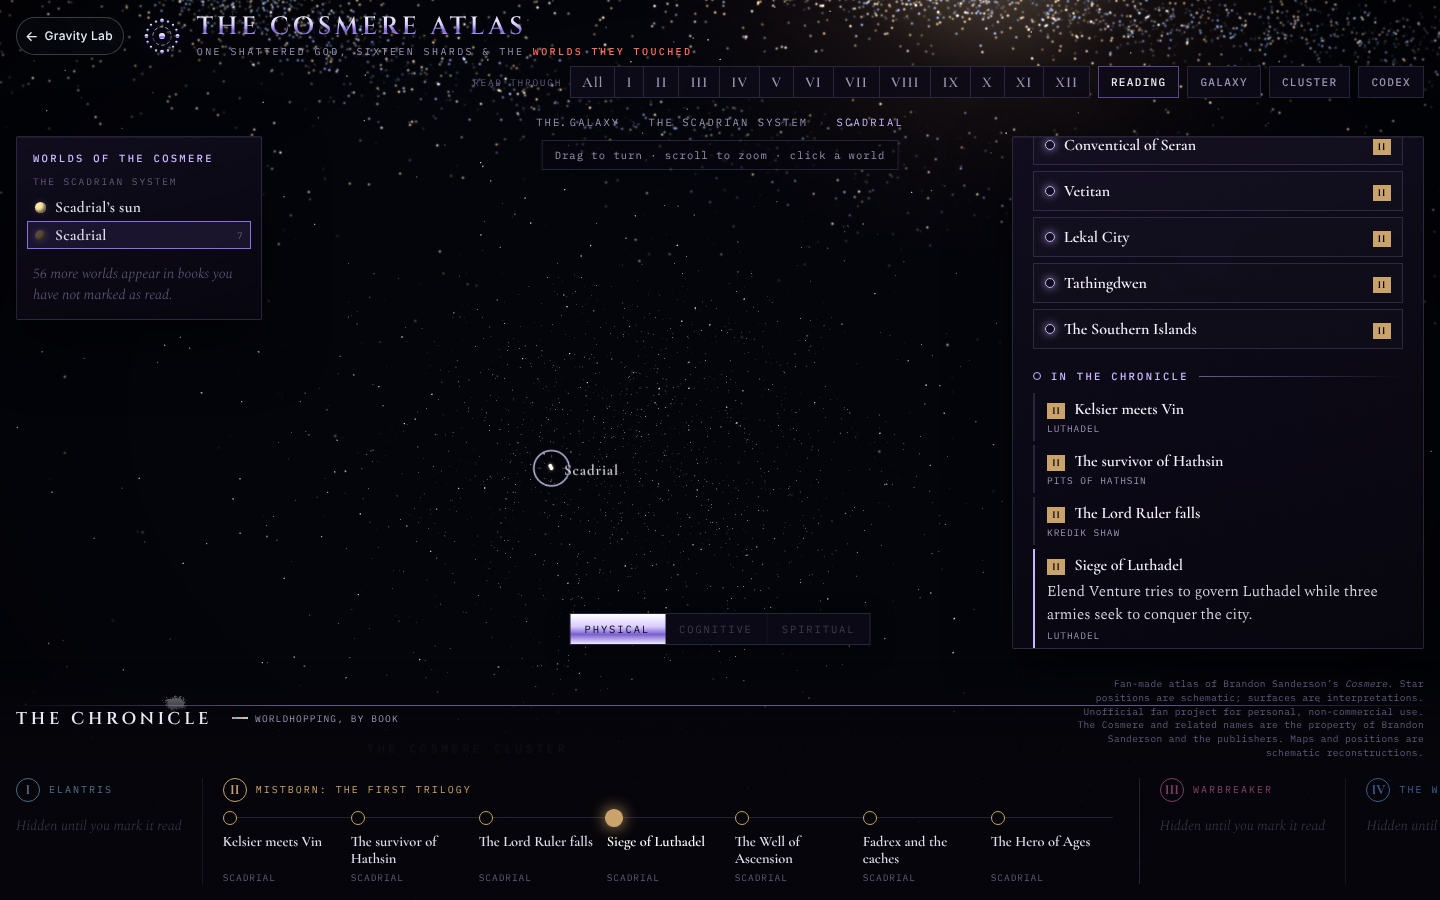 ← Gravity Lab
THE COSMERE ATLAS
ONE SHATTERED GOD, SIXTEEN SHARDS & THE WORLDS THEY TOUCHED
READ THROUGH
All I II III IV V VI VII VIII IX X XI XII
READING GALAXY CLUSTER CODEX
THE GALAXY THE SCADRIAN SYSTEM SCADRIAL
Drag to turn · scroll to zoom · click a world
WORLDS OF THE COSMERE
THE SCADRIAN SYSTEM
Scadrial's sun
Scadrial 7
56 more worlds appear in books you
have not marked as read.
Scadrial
PHYSICAL COGNITIVE SPIRITUAL
Conventical of Seran II
Vetitan II
Lekal City II
Tathingdwen II
The Southern Islands II
IN THE CHRONICLE
II Kelsier meets Vin
LUTHADEL
II The survivor of Hathsin
PITS OF HATHSIN
II The Lord Ruler falls
KREDIK SHAW
II Siege of Luthadel
Elend Venture tries to govern Luthadel while three
armies seek to conquer the city.
LUTHADEL
Fan-made atlas of Brandon Sanderson's Cosmere. Star
positions are schematic; surfaces are interpretations.
Unofficial fan project for personal, non-commercial use.
The Cosmere and related names are the property of Brandon
Sanderson and the publishers. Maps and positions are
schematic reconstructions.
THE CHRONICLE
WORLDHOPPING, BY BOOK
THE COSMERE CLUSTER
I ELANTRIS
Hidden until you mark it read
II MISTBORN: THE FIRST TRILOGY
Kelsier meets Vin
SCADRIAL
The survivor of
Hathsin
SCADRIAL
The Lord Ruler falls
SCADRIAL
Siege of Luthadel
SCADRIAL
The Well of
Ascension
SCADRIAL
Fadrex and the
caches
SCADRIAL
The Hero of Ages
SCADRIAL
III WARBREAKER
Hidden until you mark it read
IV THE W
Hidden until